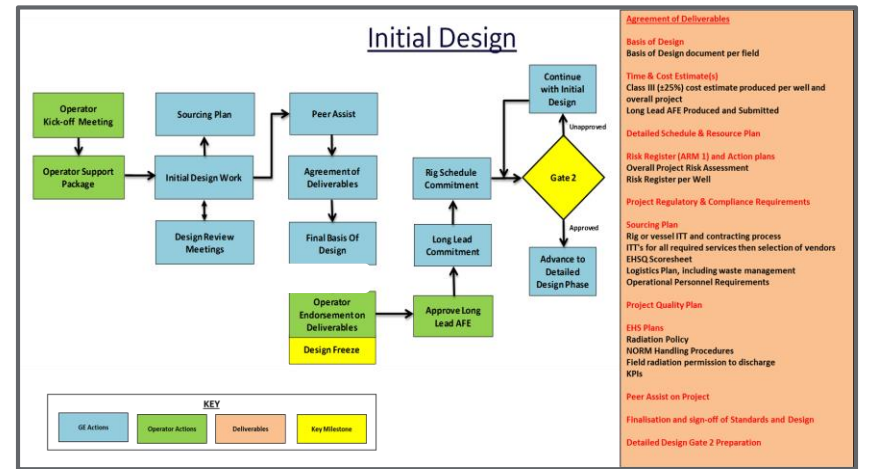 Initial Design
Operator
Kick-off Meeting
Operator Support
Package
Sourcing Plan
Initial Design Work
Design Review
Meetings
Peer Assist
Agreement of
Deliverables
Final Basis Of
Design
Operator
Endorsement on
Deliverables
Design Freeze
Approve Long
Lead AFE
Long Lead
Commitment
Rig Schedule
Commitment
Continue
with Initial
Design
Unapproved
Gate 2
Approved
Advance to
Detailed
Design Phase
KEY
GE Actions
Operator Actions
Deliverables
Key Milestone
Agreement of Deliverables
Basis of Design
Basis of Design document per field
Time & Cost Estimate(s)
Class III (±25%) cost estimate produced per well and
overall project
Long Lead AFE Produced and Submitted
Detailed Schedule & Resource Plan
Risk Register (ARM 1) and Action plans
Overall Project Risk Assessment
Risk Register per Well
Project Regulatory & Compliance Requirements
Sourcing Plan
Rig or vessel ITT and contracting process
ITT's for all required services then selection of vendors
EHSQ Scoresheet
Logistics Plan, including waste management
Operational Personnel Requirements
Project Quality Plan
EHS Plans
Radiation Policy
NORM Handling Procedures
Field radiation permission to discharge
KPIs
Peer Assist on Project
Finalisation and sign-off of Standards and Design
Detailed Design Gate 2 Preparation